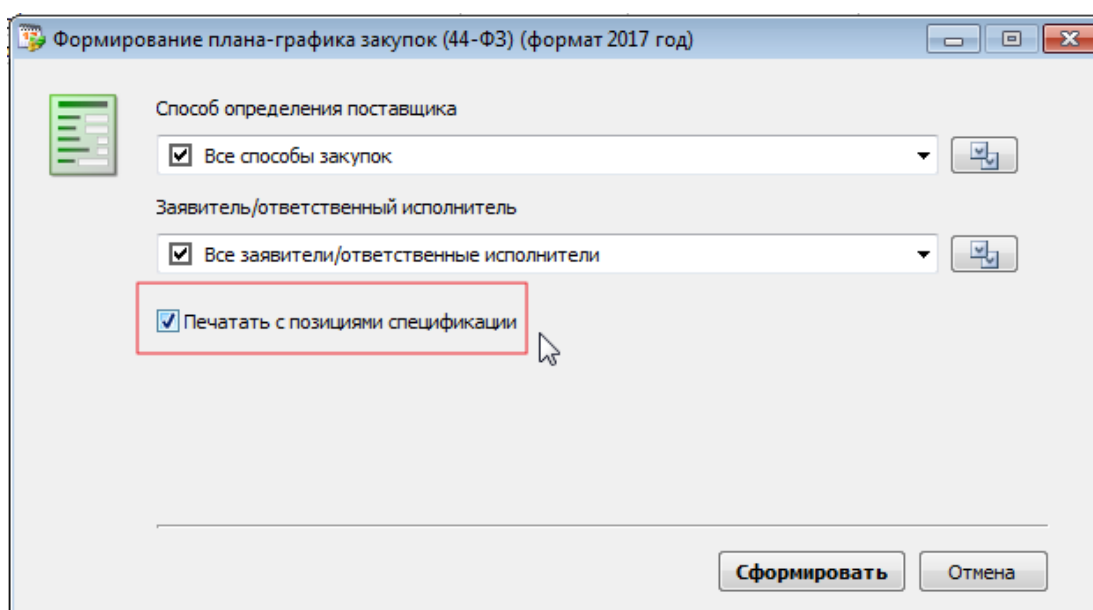 Формирование плана-графика закупок (44-ФЗ) (формат 2017 год)
Способ определения поставщика
Все способы закупок
Заявитель/ответственный исполнитель
Все заявители/ответственные исполнители
Печатать с позициями спецификации
Сформировать
Отмена